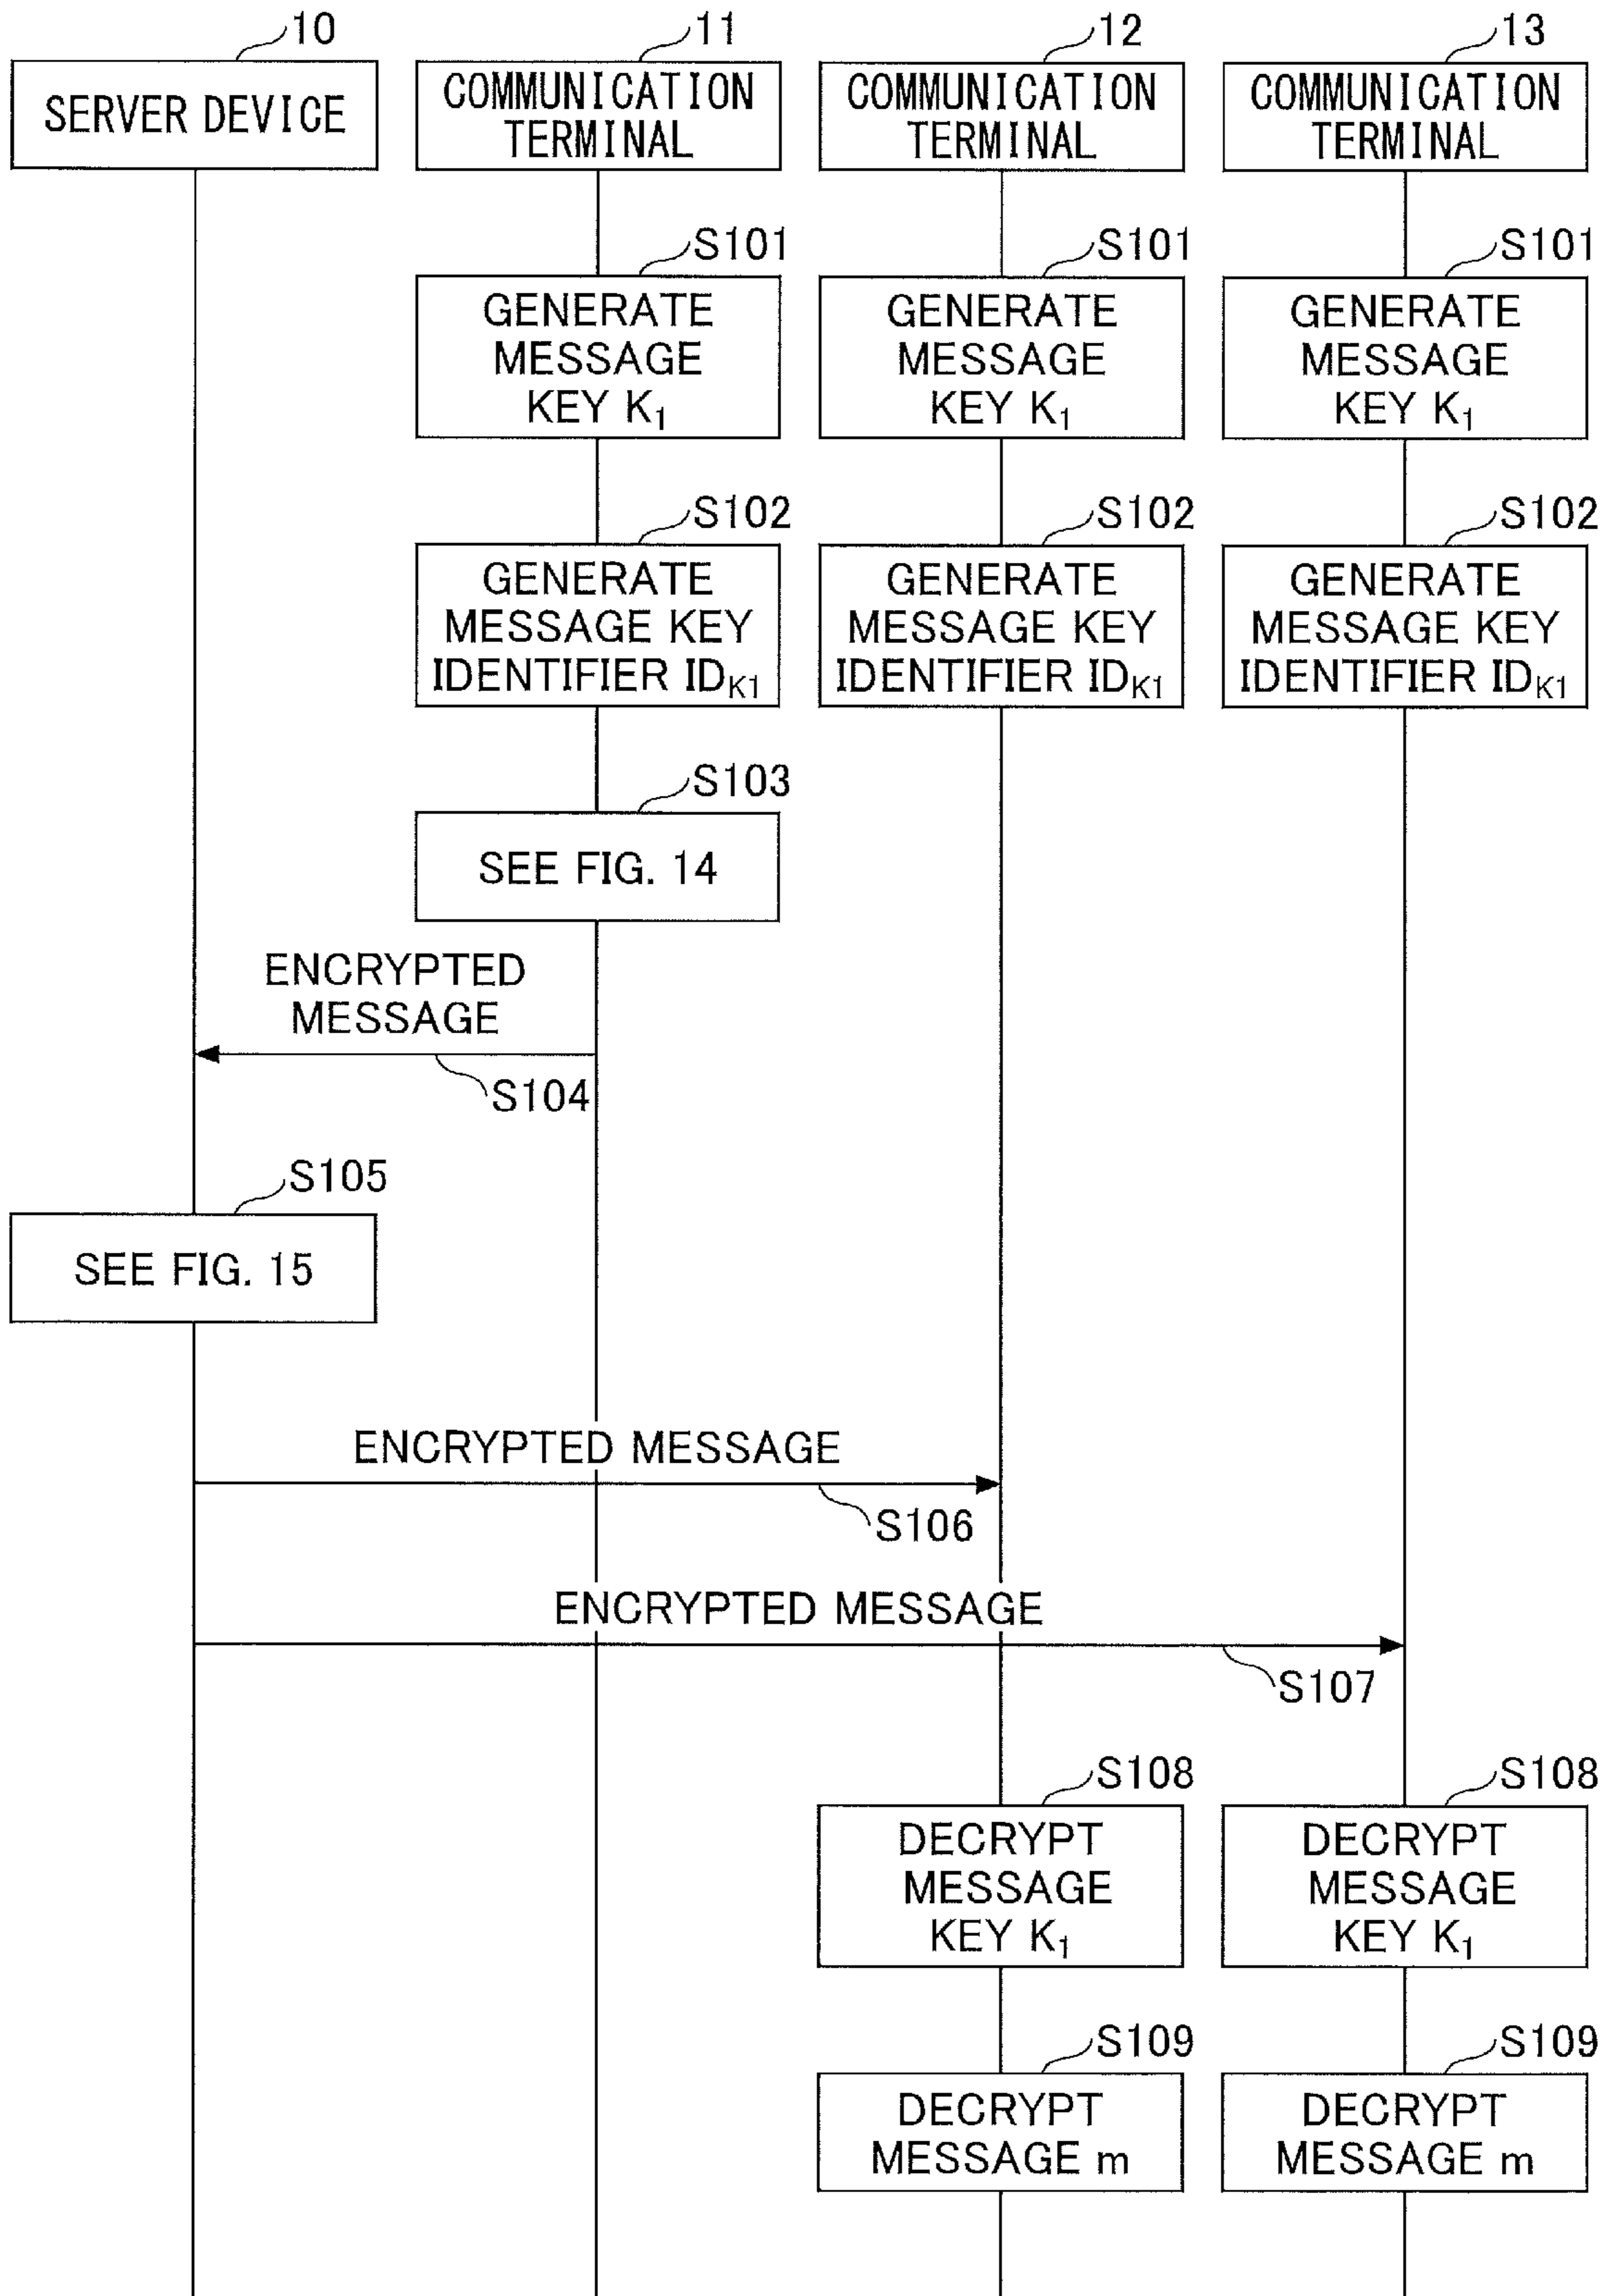 10
11
12
13
SERVER DEVICE
COMMUNICATION
TERMINAL
COMMUNICATION
TERMINAL
COMMUNICATION
TERMINAL
S101
S101
S101
GENERATE
MESSAGE
KEY K₁
GENERATE
MESSAGE
KEY K₁
GENERATE
MESSAGE
KEY K₁
S102
S102
S102
GENERATE
MESSAGE KEY
IDENTIFIER ID_K1
GENERATE
MESSAGE KEY
IDENTIFIER ID_K1
GENERATE
MESSAGE KEY
IDENTIFIER ID_K1
S103
SEE FIG. 14
ENCRYPTED
MESSAGE
S104
S105
SEE FIG. 15
ENCRYPTED MESSAGE
S106
ENCRYPTED MESSAGE
S107
S108
S108
DECRYPT
MESSAGE
KEY K₁
DECRYPT
MESSAGE
KEY K₁
S109
S109
DECRYPT
MESSAGE m
DECRYPT
MESSAGE m